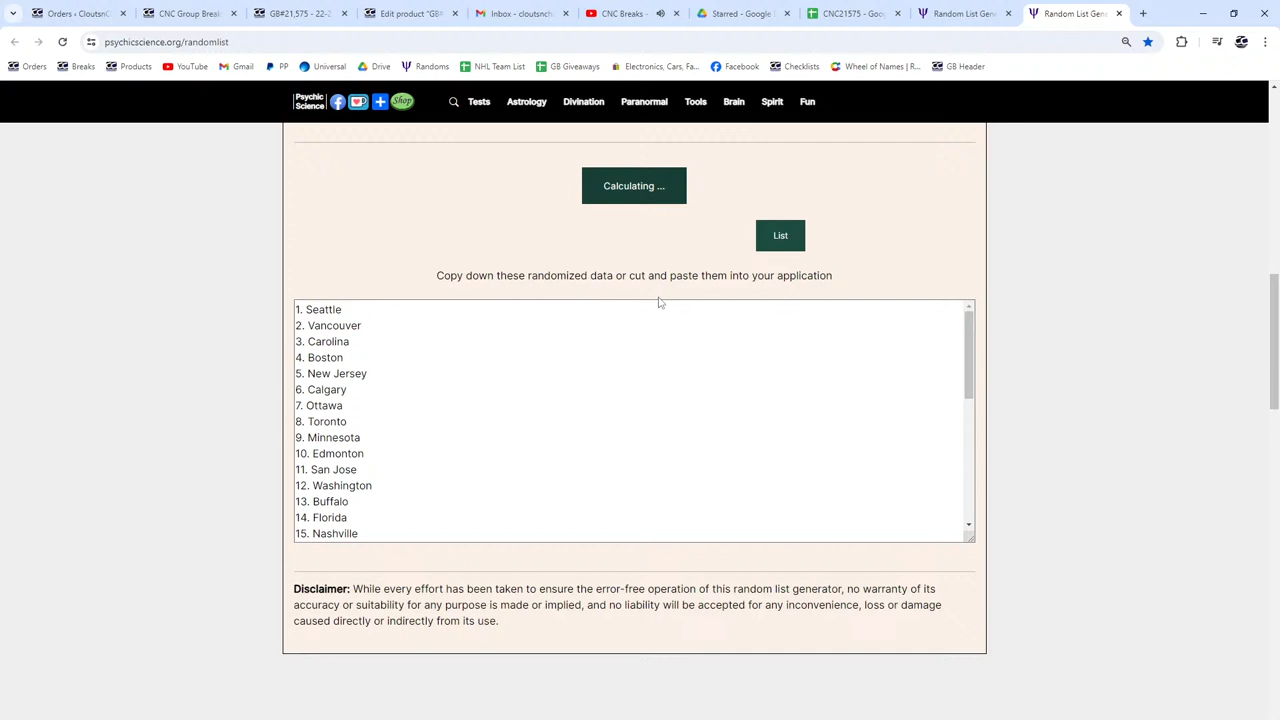 Orders ‹ CloutsnC
CNC Group Break
GB#21,575 - 22-2
Edit product "GB#
Inbox - cloutsnch
CNC Breaks -
Starred - Google
CNC21575 - Goo
Random List Gene
Random List Gene
psychicscience.org/randomlist
Orders
Breaks
Products
YouTube
Gmail
PP
Universal
Drive
Randoms
NHL Team List
GB Giveaways
Electronics, Cars, Fa...
Facebook
Checklists
Wheel of Names | R...
GB Header
Psychic
Science
Shop
Tests
Astrology
Divination
Paranormal
Tools
Brain
Spirit
Fun
Calculating ...
List
Copy down these randomized data or cut and paste them into your application
1. Seattle
2. Vancouver
3. Carolina
4. Boston
5. New Jersey
6. Calgary
7. Ottawa
8. Toronto
9. Minnesota
10. Edmonton
11. San Jose
12. Washington
13. Buffalo
14. Florida
15. Nashville
Disclaimer: While every effort has been taken to ensure the error-free operation of this random list generator, no warranty of its
accuracy or suitability for any purpose is made or implied, and no liability will be accepted for any inconvenience, loss or damage
caused directly or indirectly from its use.